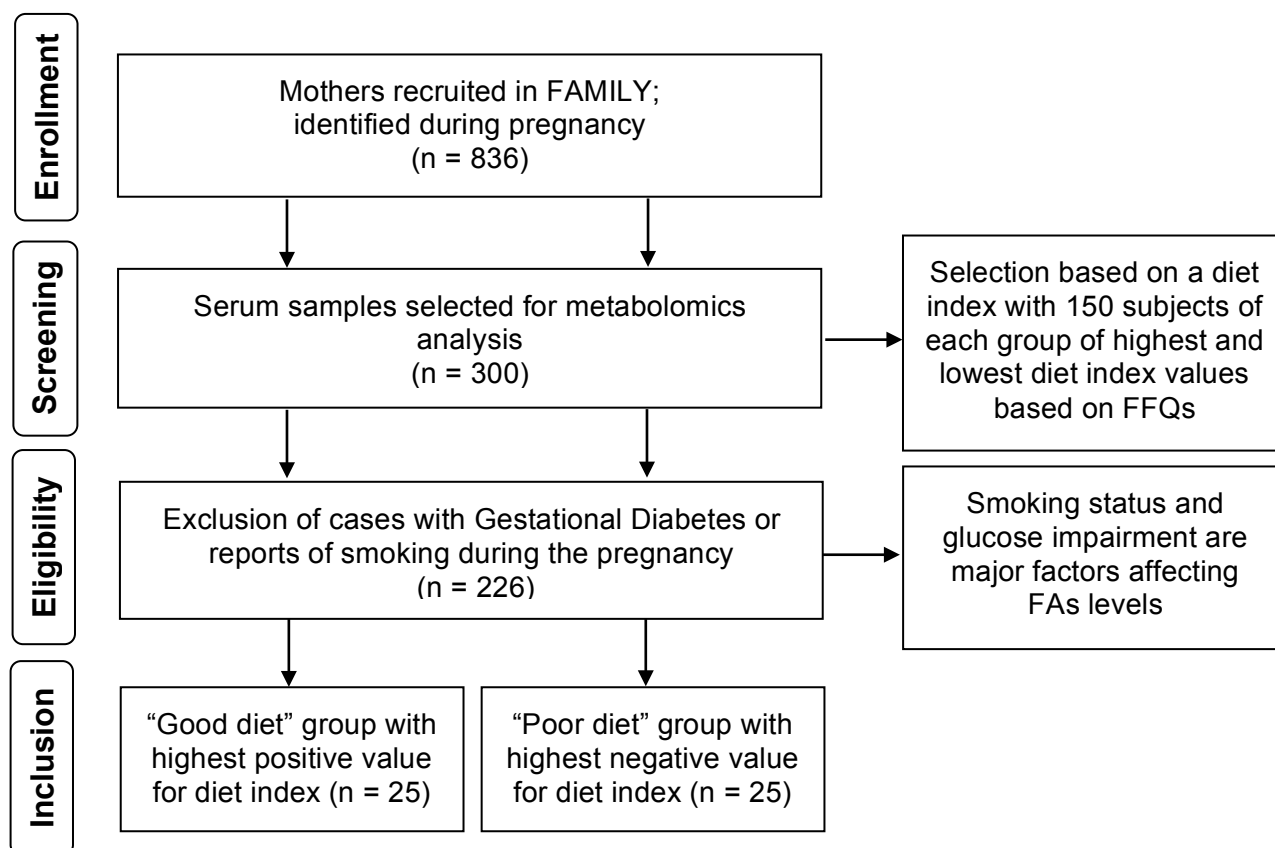 Enrollment
Mothers recruited in FAMILY;
identified during pregnancy
(n = 836)
Screening
Serum samples selected for metabolomics
analysis
(n = 300)
Selection based on a diet
index with 150 subjects of
each group of highest and
lowest diet index values
based on FFQs
Eligibility
Exclusion of cases with Gestational Diabetes or
reports of smoking during the pregnancy
(n = 226)
Smoking status and
glucose impairment are
major factors affecting
FAs levels
Inclusion
“Good diet” group with
highest positive value
for diet index (n = 25)
“Poor diet” group with
highest negative value
for diet index (n = 25)